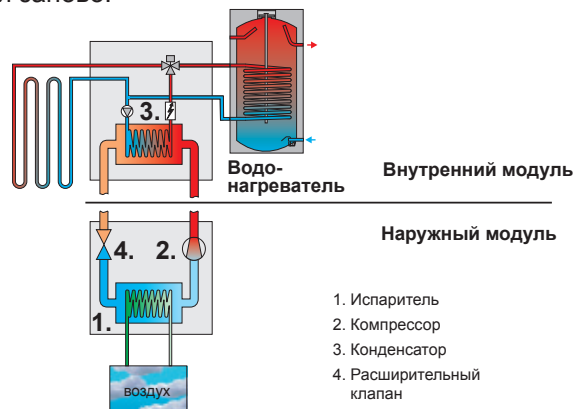 3.
Водо-
нагреватель
Внутренний модуль
Наружный модуль
4.
2.
1.
воздух
1. Испаритель
2. Компрессор
3. Конденсатор
4. Расширительный
клапан